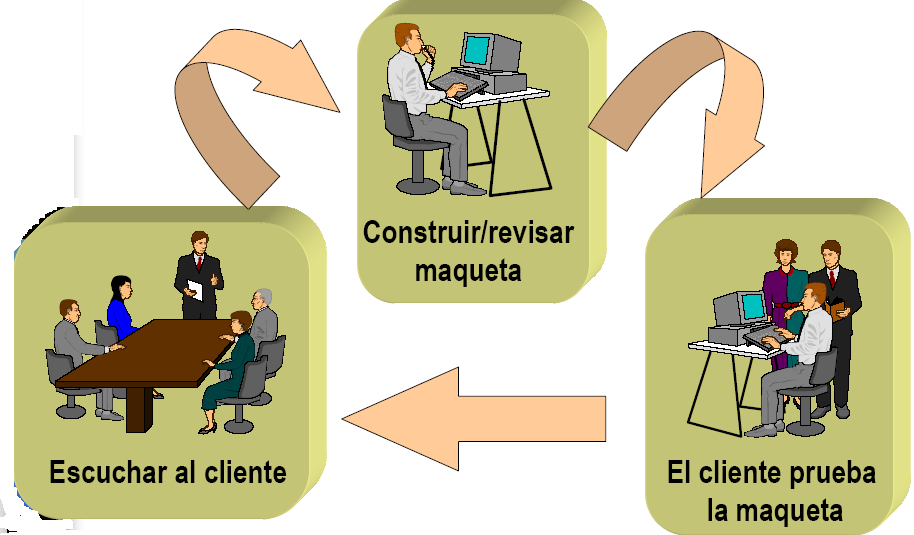 Construir/revisar
maqueta
Escuchar al cliente
El cliente prueba
la maqueta